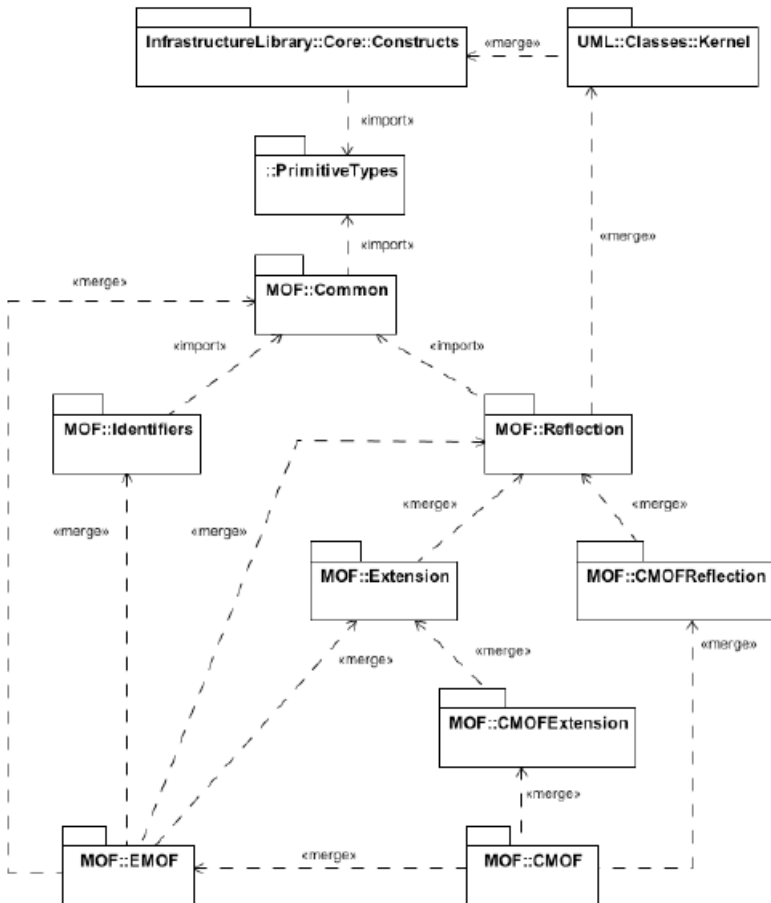 InfrastructureLibrary::Core::Constructs
«merge»
UML::Classes::Kernel
«import»
::PrimitiveTypes
«import»
«merge»
«merge»
MOF::Common
«import»
«import»
MOF::Identifiers
MOF::Reflection
«merge»
«merge»
«merge»
«merge»
MOF::Extension
MOF::CMOFReflection
«merge»
«merge»
«merge»
MOF::CMOFExtension
«merge»
MOF::EMOF
«merge»
MOF::CMOF